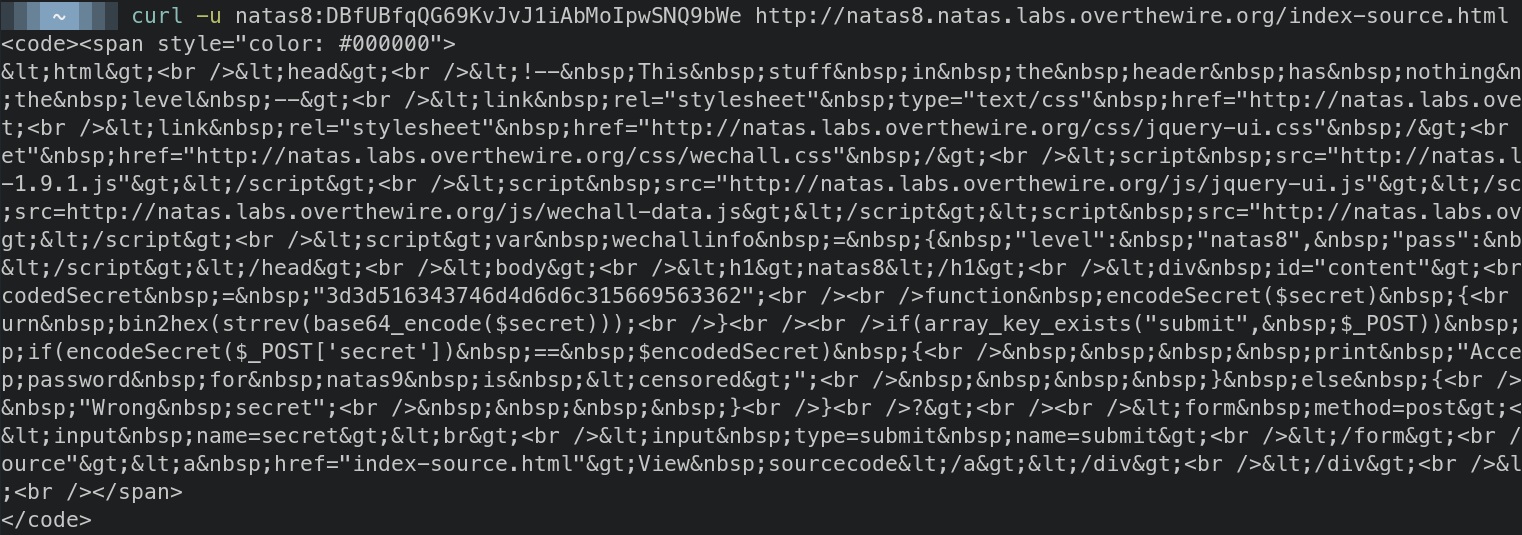 ~ curl -u natas8:DBfUBfqQG69KvJvJ1iAbMoIpwSNQ9bWe http://natas8.natas.labs.overthewire.org/index-source.html
<code><span style="color: #000000">
&lt;html&gt;<br />&lt;head&gt;<br />&lt;!--&nbsp;This&nbsp;stuff&nbsp;in&nbsp;the&nbsp;header&nbsp;has&nbsp;nothing&n
;the&nbsp;level&nbsp;--&gt;<br />&lt;link&nbsp;rel="stylesheet"&nbsp;type="text/css"&nbsp;href="http://natas.labs.ove
t;<br />&lt;link&nbsp;rel="stylesheet"&nbsp;href="http://natas.labs.overthewire.org/css/jquery-ui.css"&nbsp;/&gt;<br
et"&nbsp;href="http://natas.labs.overthewire.org/css/wechall.css"&nbsp;/&gt;<br />&lt;script&nbsp;src="http://natas.l
-1.9.1.js"&gt;&lt;/script&gt;<br />&lt;script&nbsp;src="http://natas.labs.overthewire.org/js/jquery-ui.js"&gt;&lt;/sc
;src=http://natas.labs.overthewire.org/js/wechall-data.js&gt;&lt;/script&gt;&lt;script&nbsp;src="http://natas.labs.ov
gt;&lt;/script&gt;<br />&lt;script&gt;var&nbsp;wechallinfo&nbsp;=&nbsp;{&nbsp;"level":&nbsp;"natas8",&nbsp;"pass":&nb
&lt;/script&gt;&lt;/head&gt;<br />&lt;body&gt;<br />&lt;h1&gt;natas8&lt;/h1&gt;<br />&lt;div&nbsp;id="content"&gt;<br
codedSecret&nbsp;=&nbsp;"3d3d516343746d4d6d6c315669563362";<br /><br />function&nbsp;encodeSecret($secret)&nbsp;{<br
urn&nbsp;bin2hex(strrev(base64_encode($secret)));<br />}<br /><br />if(array_key_exists("submit",&nbsp;$_POST))&nbsp;
p;if(encodeSecret($_POST['secret'])&nbsp;==&nbsp;$encodedSecret)&nbsp;{<br />&nbsp;&nbsp;&nbsp;&nbsp;print&nbsp;"Acce
p;password&nbsp;for&nbsp;natas9&nbsp;is&nbsp;&lt;censored&gt;";<br />&nbsp;&nbsp;&nbsp;&nbsp;}&nbsp;else&nbsp;{<br />
&nbsp;"Wrong&nbsp;secret";<br />&nbsp;&nbsp;&nbsp;&nbsp;}<br />}<br />?&gt;<br /><br />&lt;form&nbsp;method=post&gt;<
&lt;input&nbsp;name=secret&gt;&lt;br&gt;<br />&lt;input&nbsp;type=submit&nbsp;name=submit&gt;<br />&lt;/form&gt;<br /
ource"&gt;&lt;a&nbsp;href="index-source.html"&gt;View&nbsp;sourcecode&lt;/a&gt;&lt;/div&gt;<br />&lt;/div&gt;<br />&l
;<br /></span>
</code>